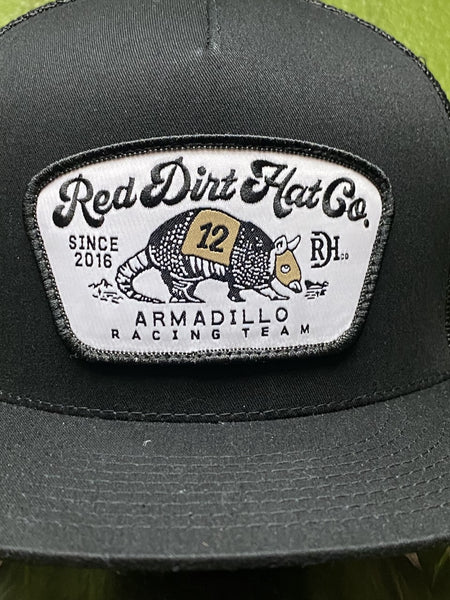 Red Dirt Hat Co.
SINCE
2016
12
RDH CO
ARMADILLO
RACING TEAM